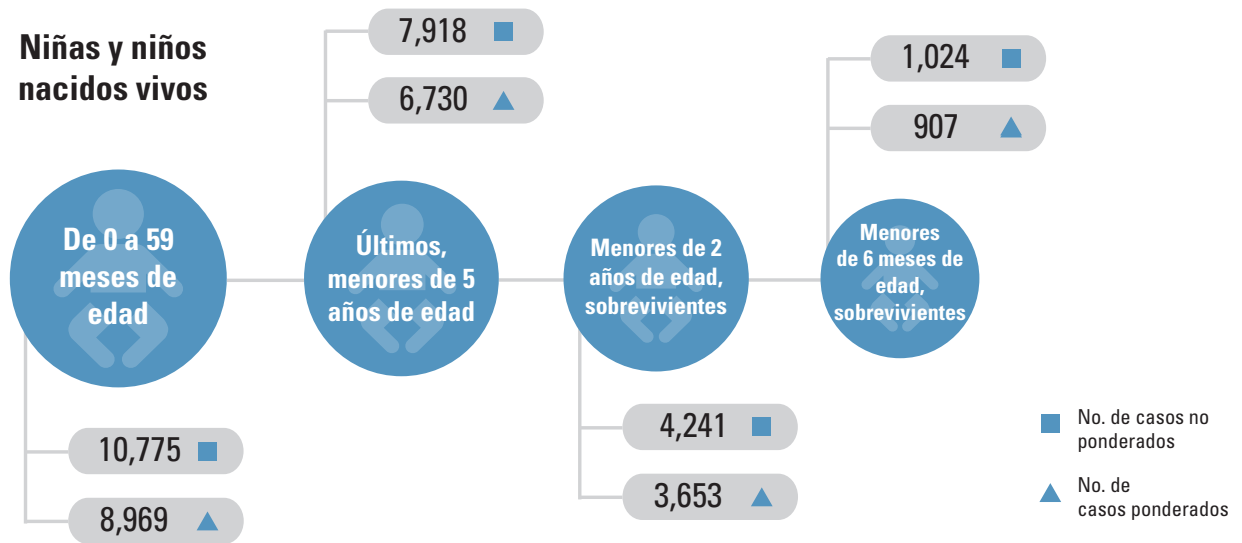 Niñas y niños
nacidos vivos
7,918
6,730
1,024
907
De 0 a 59
meses de
edad
Últimos,
menores de 5
años de edad
Menores de 2
años de edad,
sobrevivientes
Menores
de 6 meses de
edad,
sobrevivientes
10,775
8,969
4,241
3,653
No. de casos no
ponderados
No. de
casos ponderados